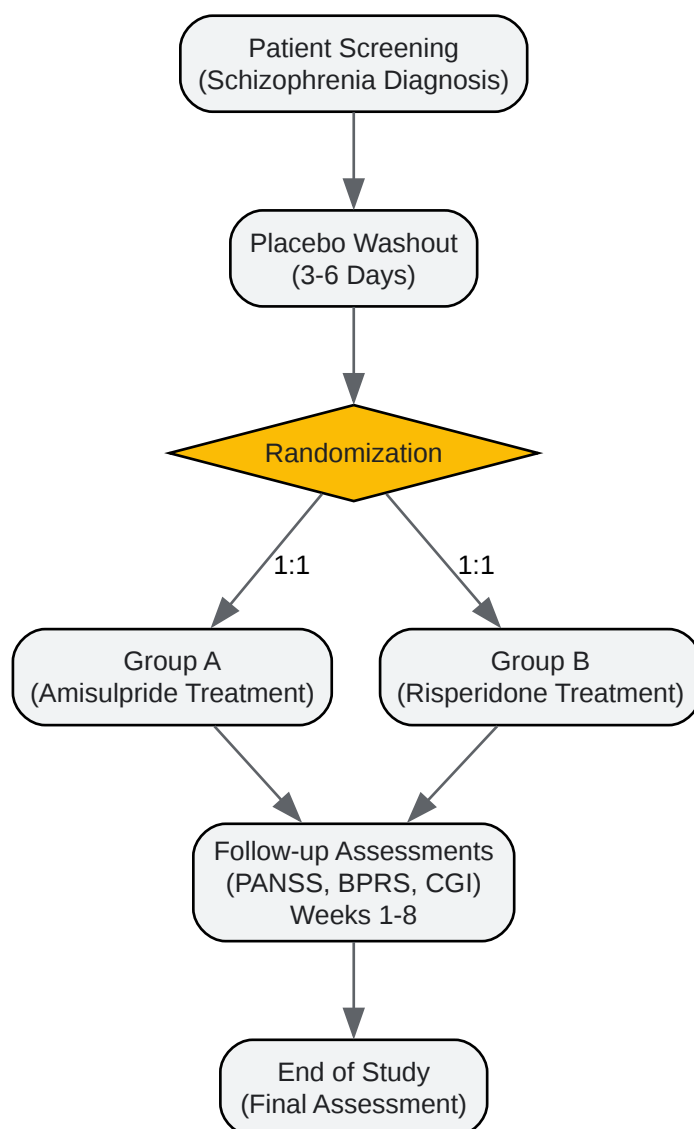 Patient Screening
(Schizophrenia Diagnosis)
Placebo Washout
(3-6 Days)
Randomization
1:1
1:1
Group A
(Amisulpride Treatment)
Group B
(Risperidone Treatment)
Follow-up Assessments
(PANSS, BPRS, CGI)
Weeks 1-8
End of Study
(Final Assessment)